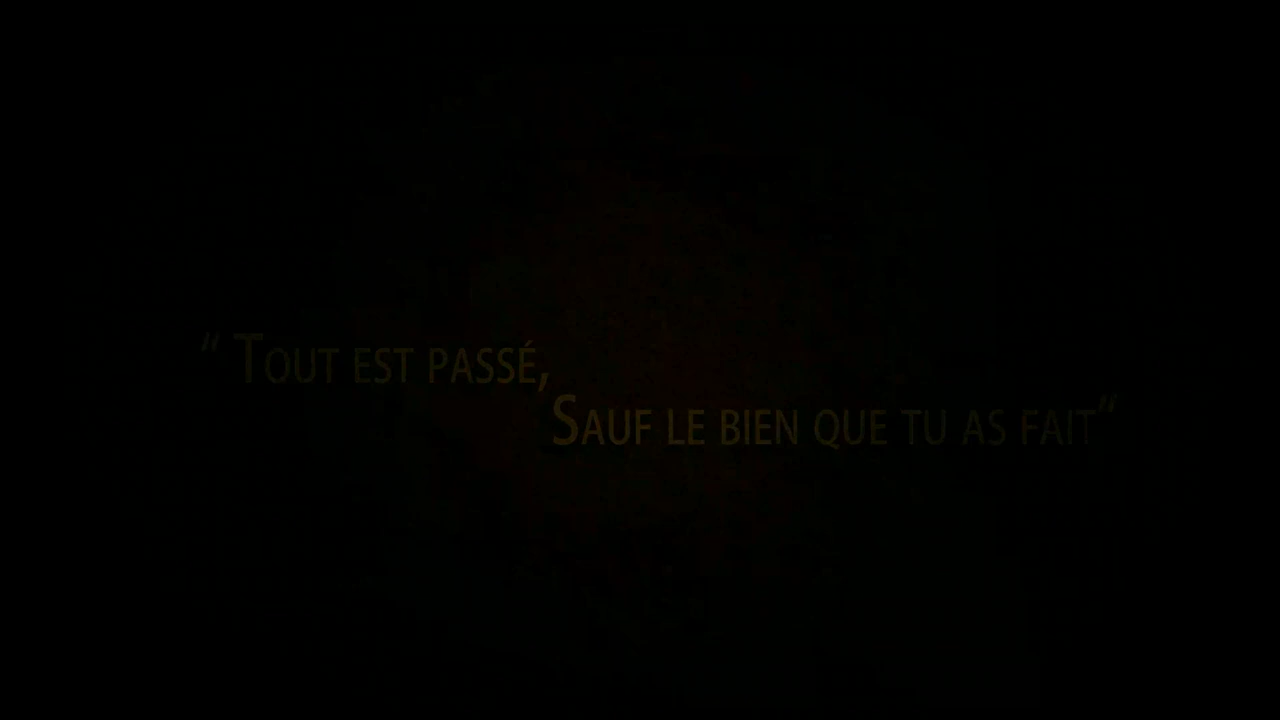 “ Tout est passé,
Sauf le bien que tu as fait”